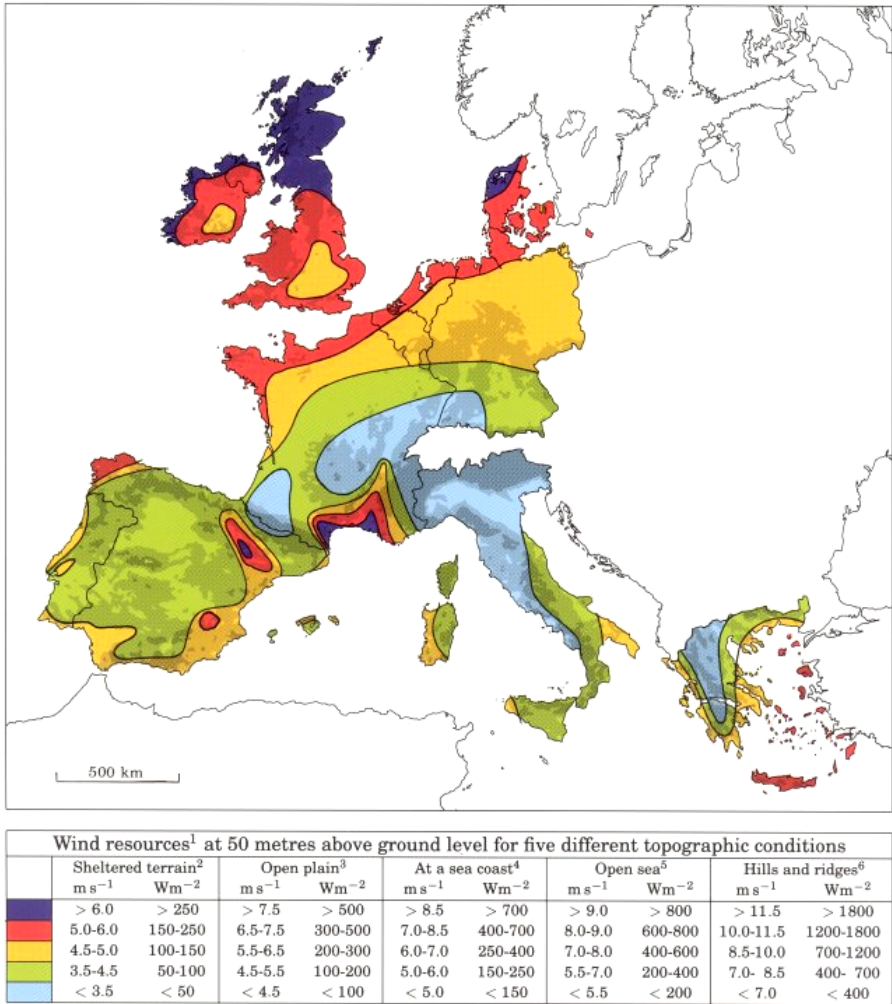 500 km
Wind resources¹ at 50 metres above ground level for five different topographic conditions
Sheltered terrain² Open plain³ At a sea coast⁴ Open sea⁵ Hills and ridges⁶
m s⁻¹ Wm⁻² m s⁻¹ Wm⁻² m s⁻¹ Wm⁻² m s⁻¹ Wm⁻² m s⁻¹ Wm⁻²
> 6.0 > 250 > 7.5 > 500 > 8.5 > 700 > 9.0 > 800 > 11.5 > 1800
5.0-6.0 150-250 6.5-7.5 300-500 7.0-8.5 400-700 8.0-9.0 600-800 10.0-11.5 1200-1800
4.5-5.0 100-150 5.5-6.5 200-300 6.0-7.0 250-400 7.0-8.0 400-600 8.5-10.0 700-1200
3.5-4.5 50-100 4.5-5.5 100-200 5.0-6.0 150-250 5.5-7.0 200-400 7.0- 8.5 400- 700
< 3.5 < 50 < 4.5 < 100 < 5.0 < 150 < 5.5 < 200 < 7.0 < 400